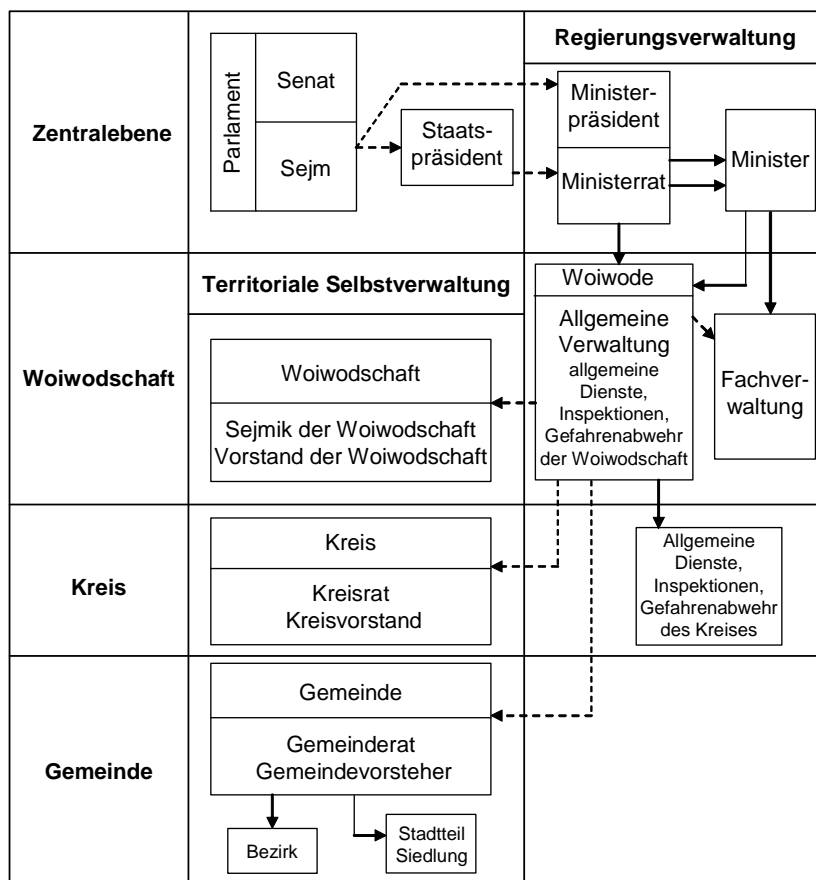 Regierungsverwaltung
Zentralebene
Parlament
Senat
Sejm
Staats-
präsident
Minister-
präsident
Ministerrat
Minister
Woiwodschaft
Territoriale Selbstverwaltung
Woiwodschaft
Sejmik der Woiwodschaft
Vorstand der Woiwodschaft
Woiwode
Allgemeine
Verwaltung
allgemeine
Dienste,
Inspektionen,
Gefahrenabwehr
der Woiwodschaft
Fachver-
waltung
Kreis
Kreis
Kreisrat
Kreisvorstand
Allgemeine
Dienste,
Inspektionen,
Gefahrenabwehr
des Kreises
Gemeinde
Gemeinde
Gemeinderat
Gemeindevorsteher
Bezirk
Stadtteil
Siedlung